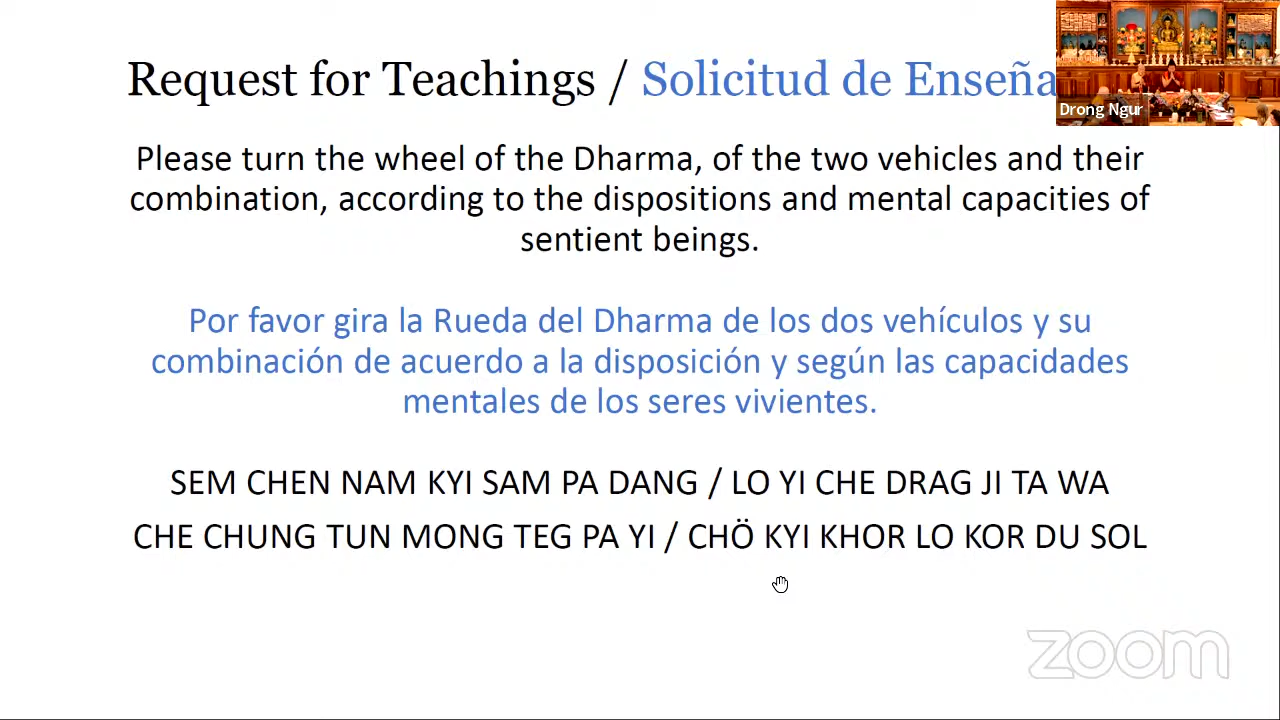 Request for Teachings / Solicitud de Enseña
Drong Ngur
Please turn the wheel of the Dharma, of the two vehicles and their
combination, according to the dispositions and mental capacities of
sentient beings.
Por favor gira la Rueda del Dharma de los dos vehículos y su
combinación de acuerdo a la disposición y según las capacidades
mentales de los seres vivientes.
SEM CHEN NAM KYI SAM PA DANG / LO YI CHE DRAG JI TA WA
CHE CHUNG TUN MONG TEG PA YI / CHÖ KYI KHOR LO KOR DU SOL
zoom